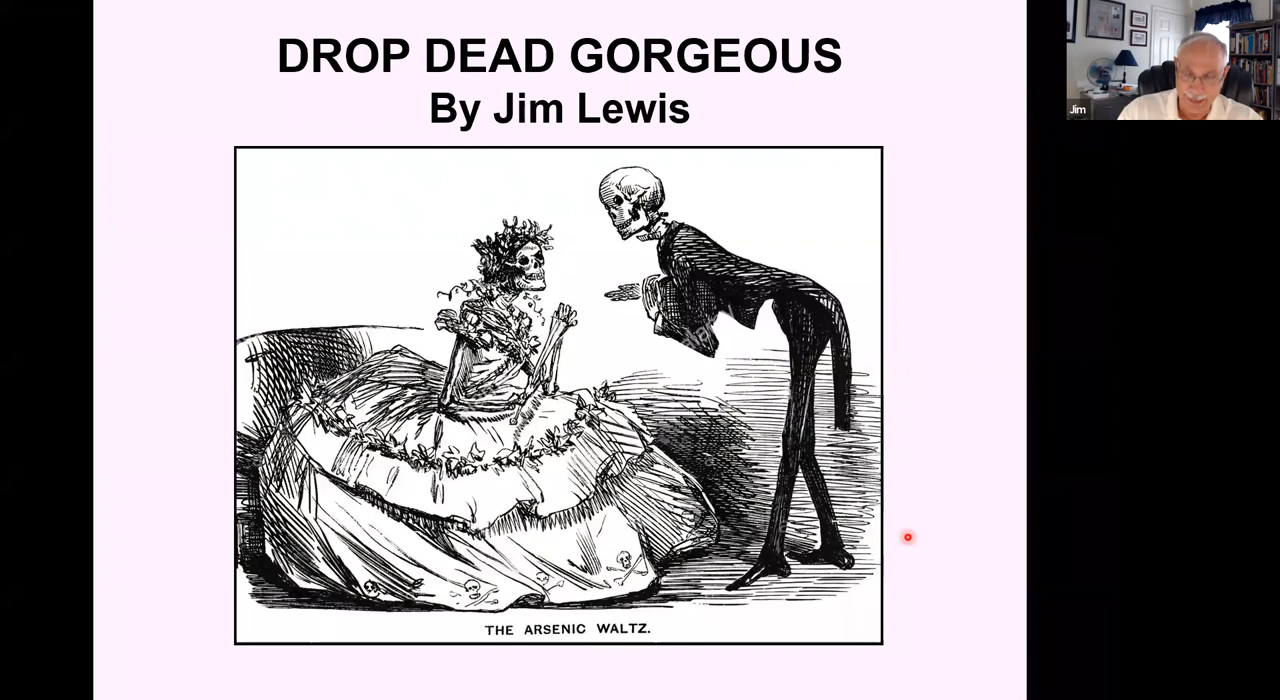 DROP DEAD GORGEOUS
By Jim Lewis
THE ARSENIC WALTZ.
Jim